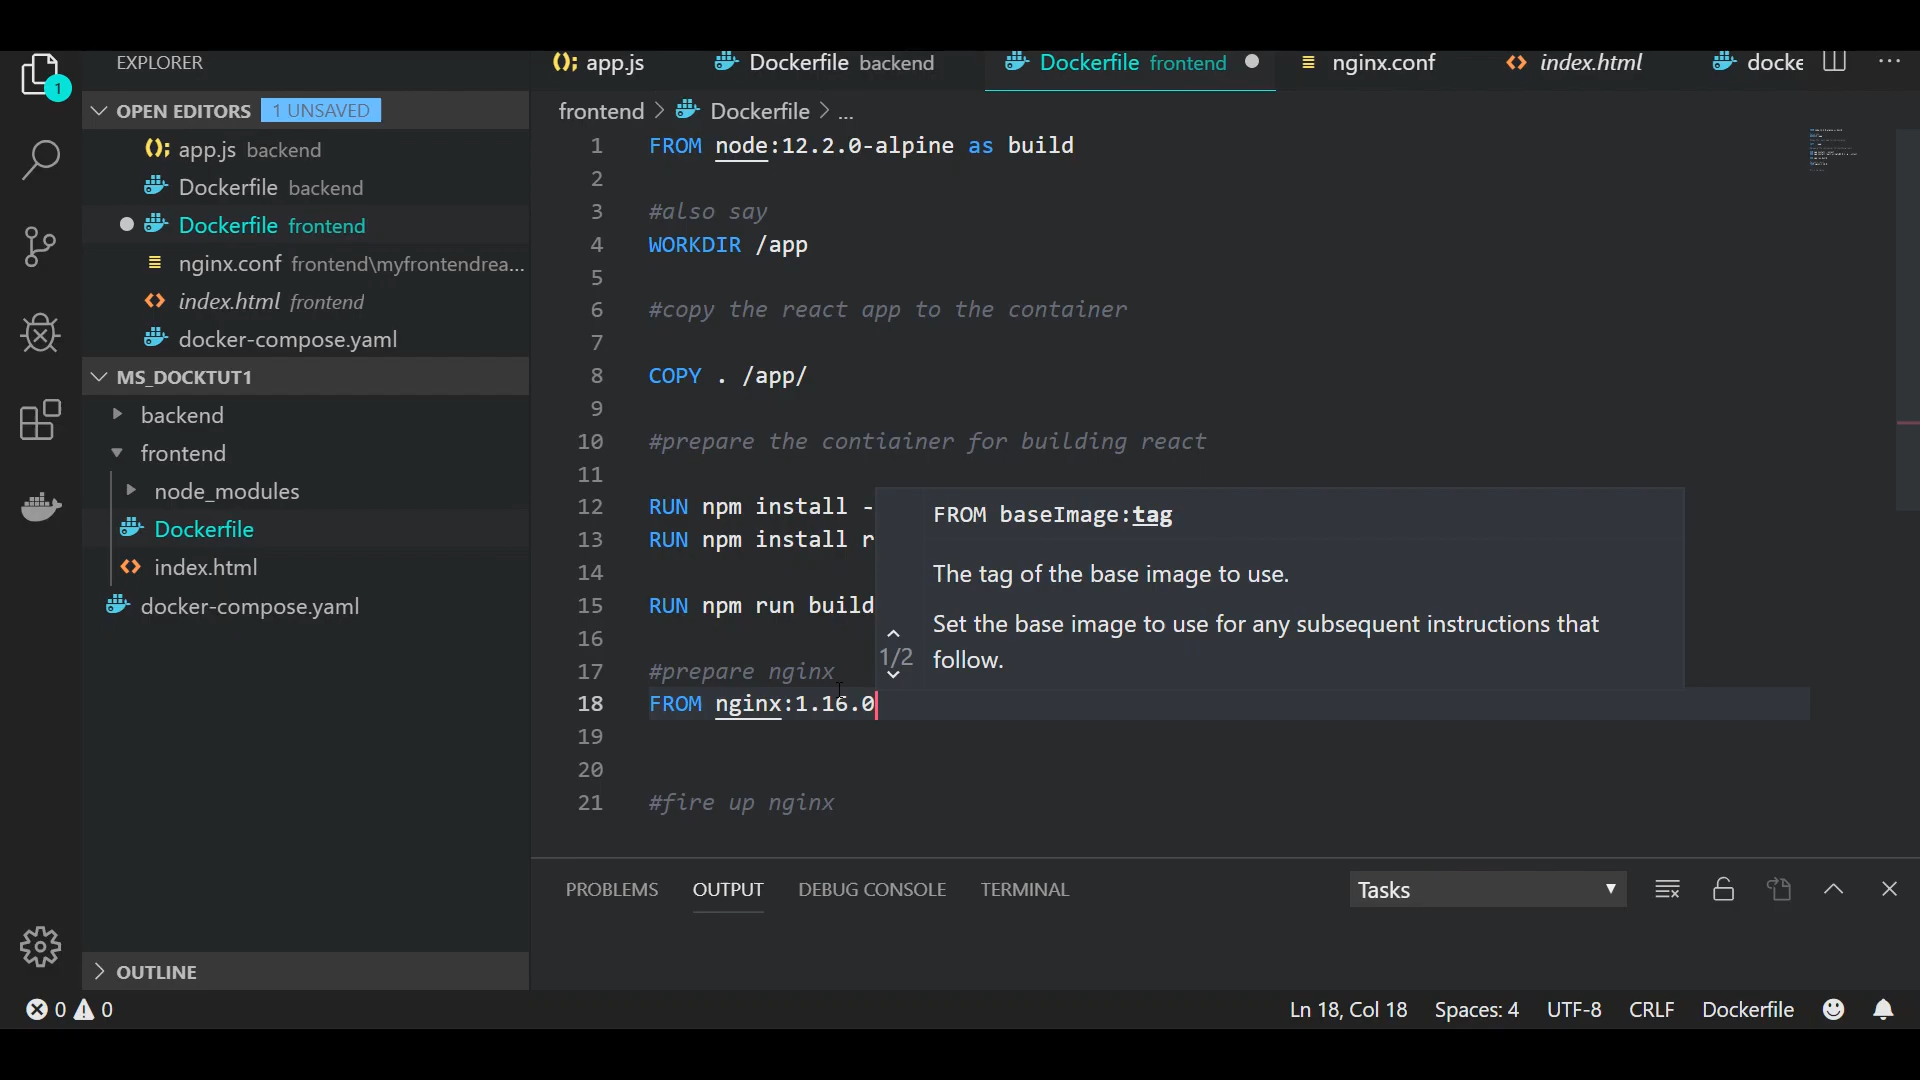 EXPLORER
OPEN EDITORS 1 UNSAVED
app.js backend
Dockerfile backend
Dockerfile frontend
nginx.conf frontend\myfrontendrea...
index.html frontend
docker-compose.yaml
MS_DOCKTUT1
backend
frontend
node_modules
Dockerfile
index.html
docker-compose.yaml
OUTLINE
1
app.js Dockerfile backend Dockerfile frontend nginx.conf index.html docke
frontend > Dockerfile > ...
1 FROM node:12.2.0-alpine as build
2
3 #also say
4 WORKDIR /app
5
6 #copy the react app to the container
7
8 COPY . /app/
9
10 #prepare the contiainer for building react
11
12 RUN npm install -
13 RUN npm install r
14
15 RUN npm run build
16
17 #prepare nginx
18 FROM nginx:1.16.0
19
20
21 #fire up nginx
FROM baseImage:tag
The tag of the base image to use.
Set the base image to use for any subsequent instructions that
follow.
1/2
PROBLEMS OUTPUT DEBUG CONSOLE TERMINAL Tasks
0 0 Ln 18, Col 18 Spaces: 4 UTF-8 CRLF Dockerfile